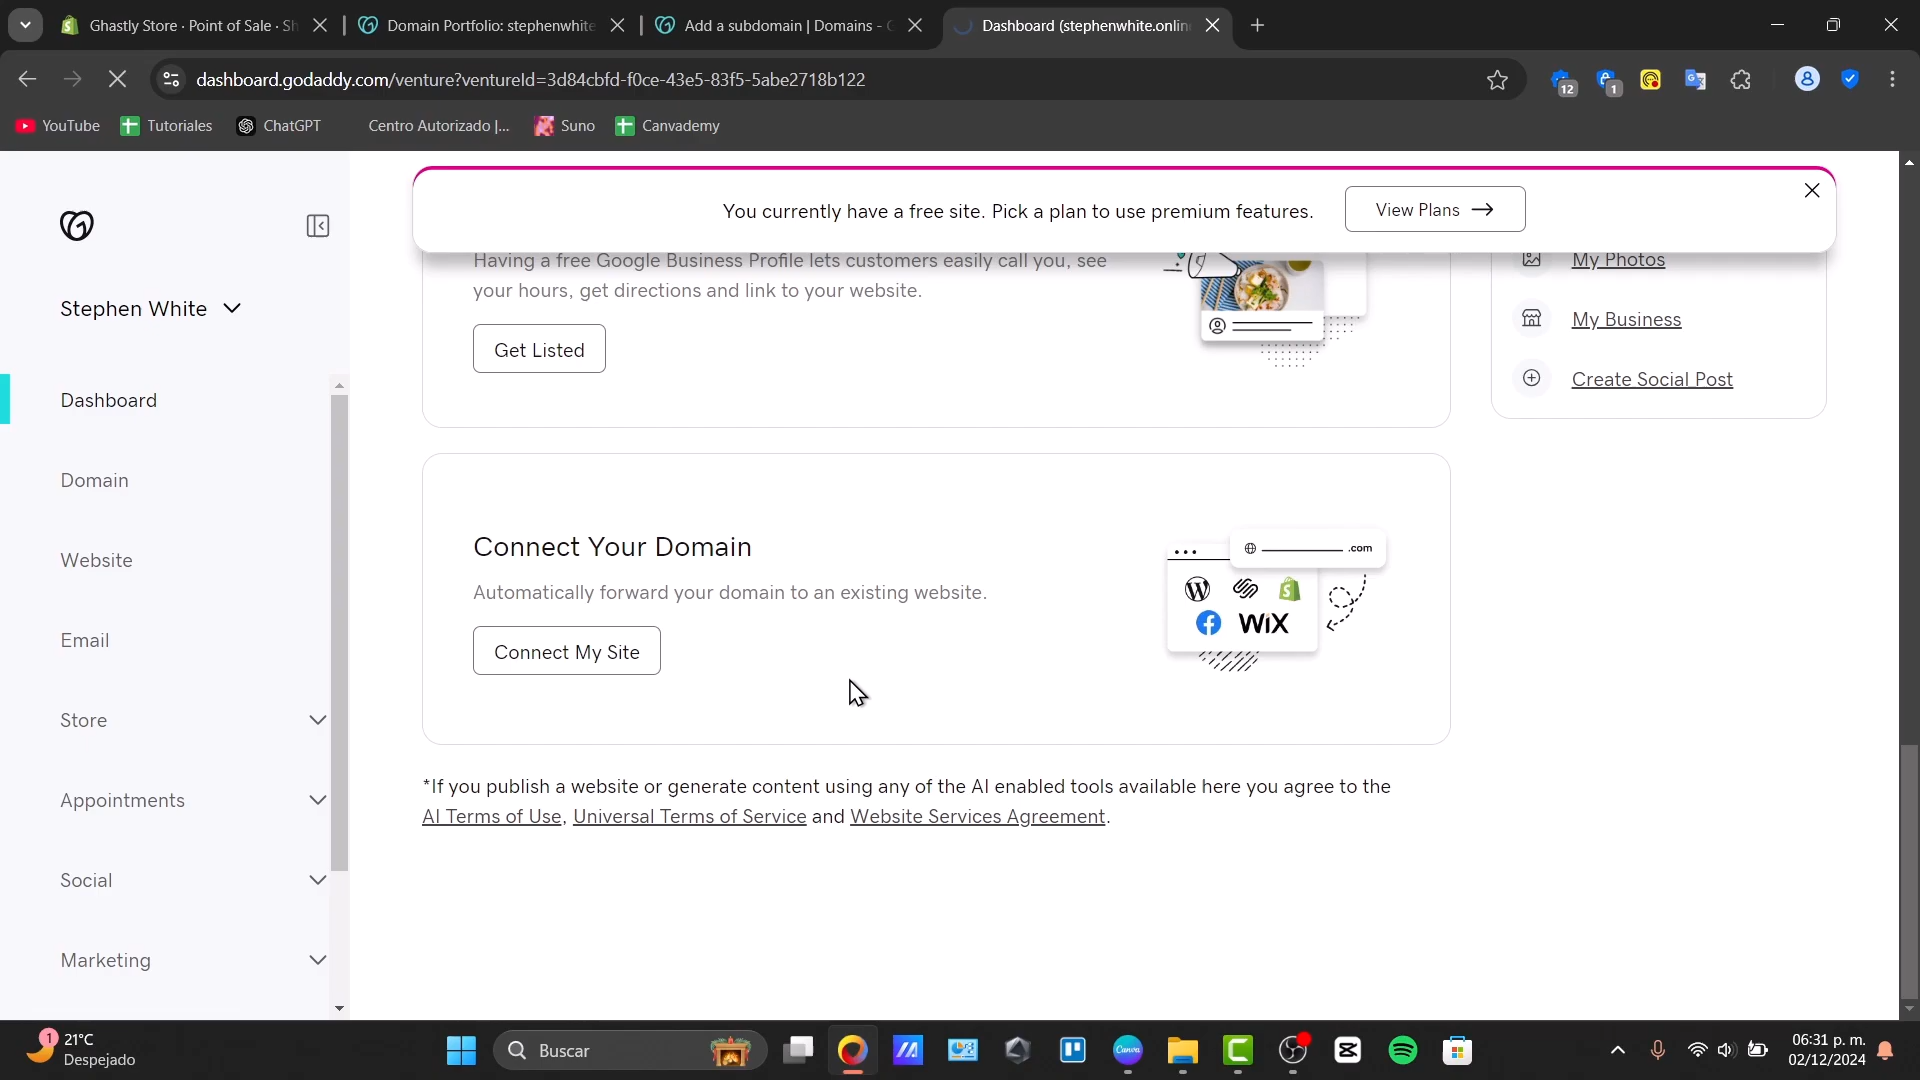 Ghastly Store · Point of Sale · Sh
Domain Portfolio: stephenwhite
Add a subdomain | Domains - G
Dashboard (stephenwhite.onlin
dashboard.godaddy.com/venture?ventureId=3d84cbfd-f0ce-43e5-83f5-5abe2718b122
12
1
YouTube
Tutoriales
ChatGPT
Centro Autorizado |...
Suno
Canvademy
You currently have a free site. Pick a plan to use premium features.
View Plans
Stephen White
Dashboard
Domain
Website
Email
Store
Appointments
Social
Marketing
Having a free Google Business Profile lets customers easily call you, see
your hours, get directions and link to your website.
Get Listed
My Photos
My Business
Create Social Post
Connect Your Domain
Automatically forward your domain to an existing website.
Connect My Site
.com
WiX
*If you publish a website or generate content using any of the AI enabled tools available here you agree to the
AI Terms of Use, Universal Terms of Service and Website Services Agreement.
1
21°C
Despejado
Buscar
Canva
06:31 p. m.
02/12/2024